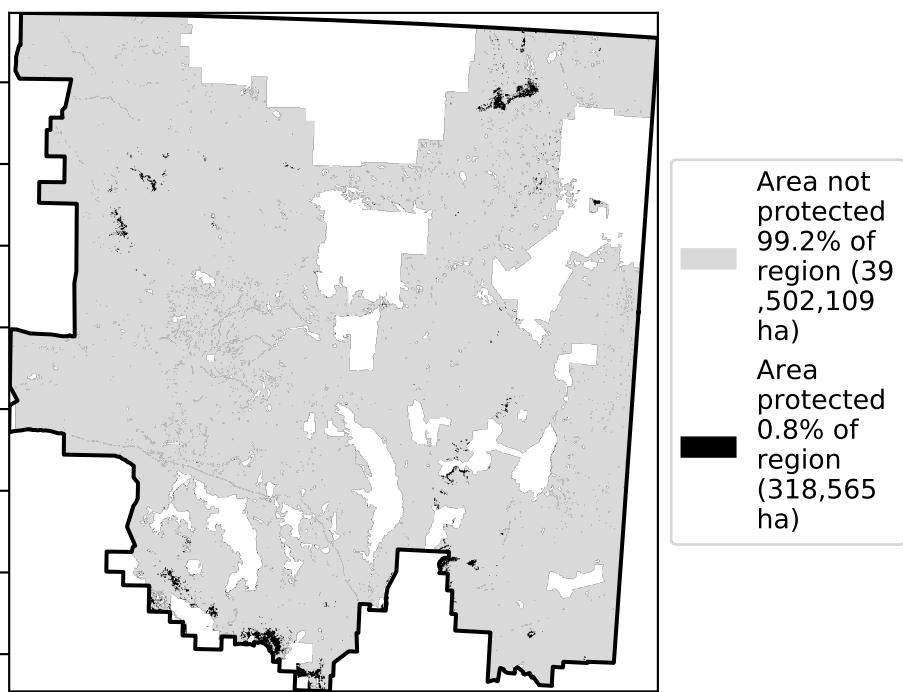 Area not
protected
99.2% of
region (39
,502,109
ha)
Area
protected
0.8% of
region
(318,565
ha)